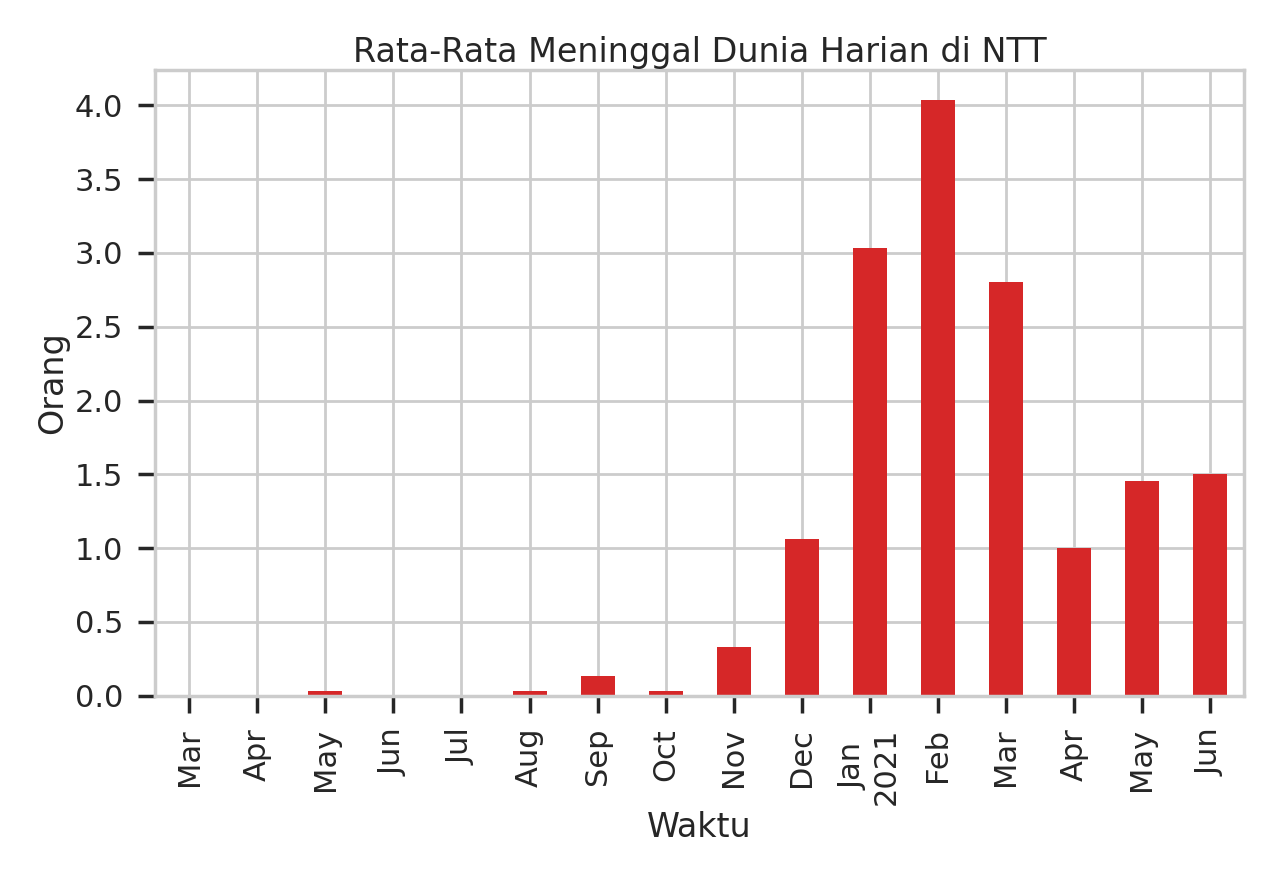 Rata-Rata Meninggal Dunia Harian di NTT
Orang
4.0
3.5
3.0
2.5
2.0
1.5
1.0
0.5
0.0
Mar
Apr
May
Jun
Jul
Aug
Sep
Oct
Nov
Dec
Jan
2021
Feb
Mar
Apr
May
Jun
Waktu